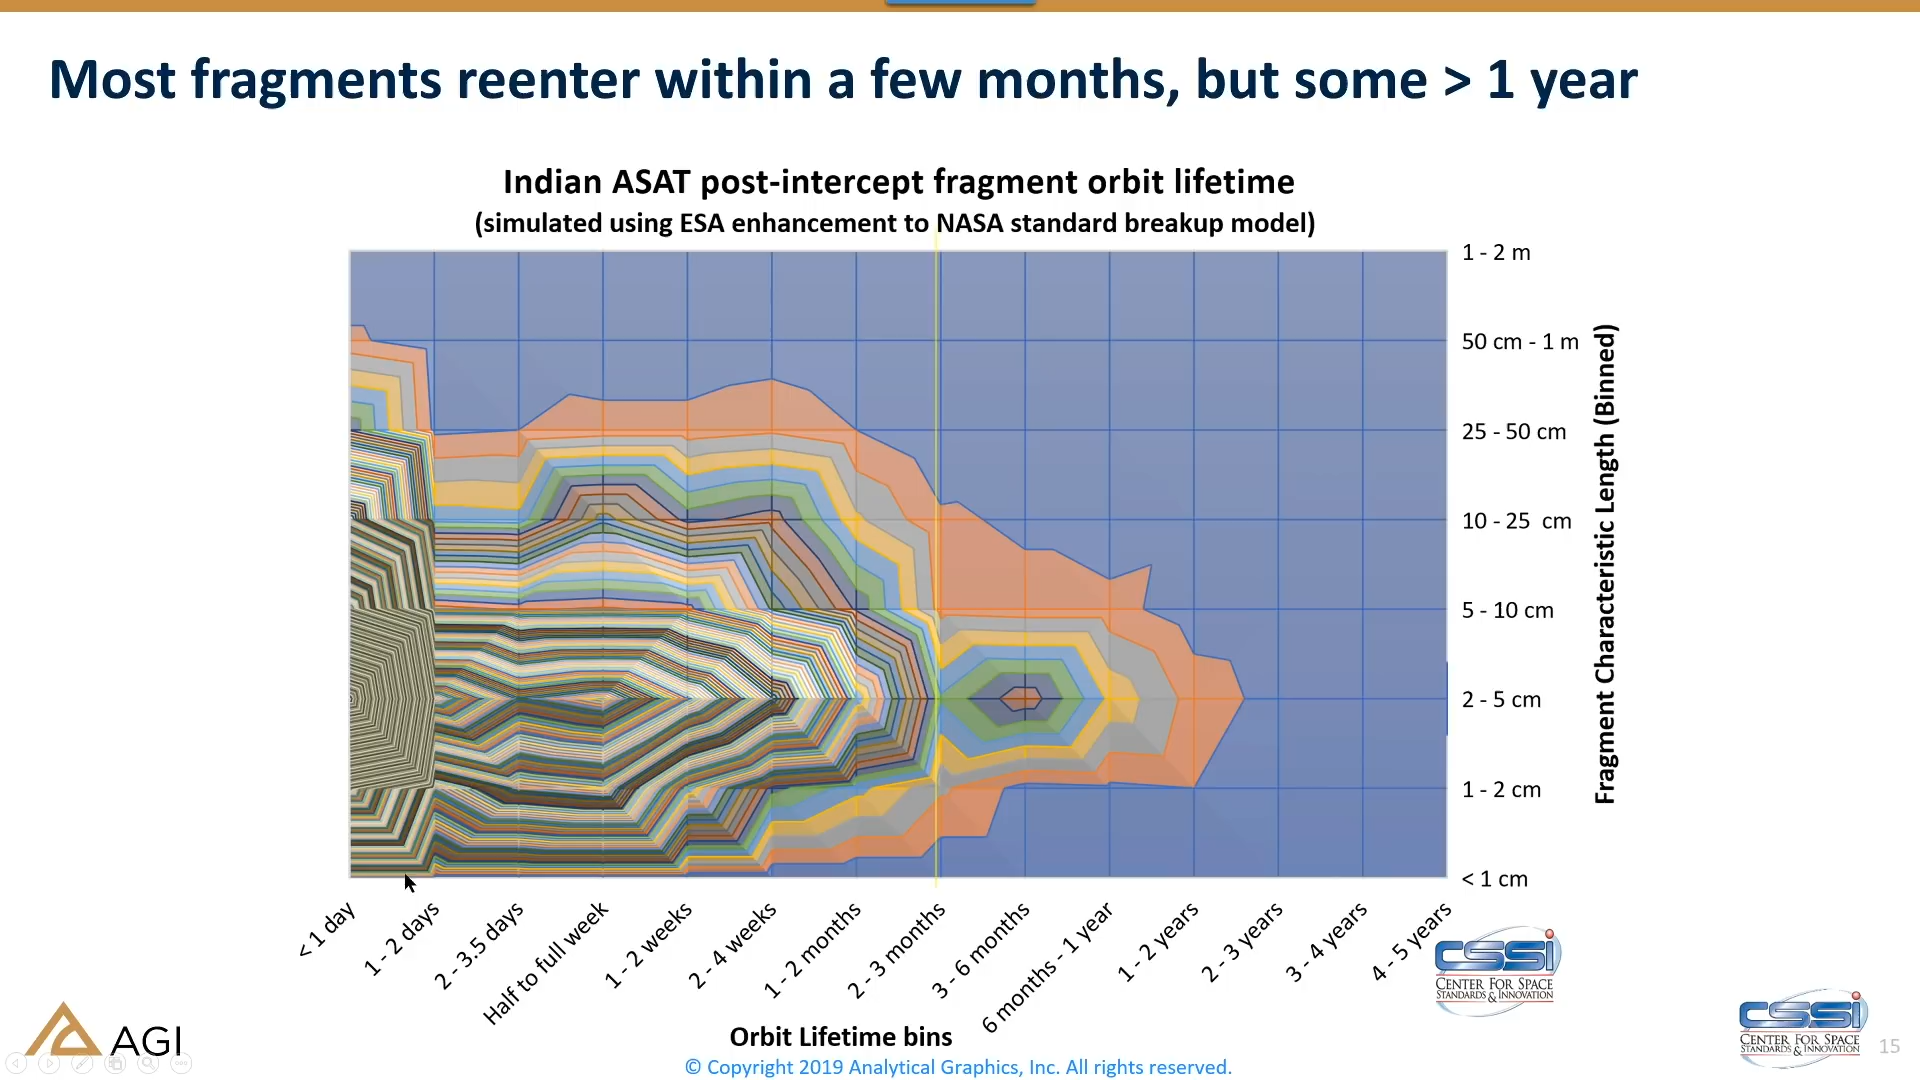 Most fragments reenter within a few months, but some > 1 year
Indian ASAT post-intercept fragment orbit lifetime
(simulated using ESA enhancement to NASA standard breakup model)
1 - 2 m
50 cm - 1 m
25 - 50 cm
10 - 25 cm
5 - 10 cm
2 - 5 cm
1 - 2 cm
< 1 cm
Fragment Characteristic Length (Binned)
< 1 day
1 - 2 days
2 - 3.5 days
Half to full week
1 - 2 weeks
2 - 4 weeks
1 - 2 months
2 - 3 months
3 - 6 months
6 months - 1 year
1 - 2 years
2 - 3 years
3 - 4 years
4 - 5 years
Orbit Lifetime bins
cssi
CENTER FOR SPACE
STANDARDS & INNOVATION
cssi
CENTER FOR SPACE
STANDARDS & INNOVATION
AGI
15
© Copyright 2019 Analytical Graphics, Inc. All rights reserved.